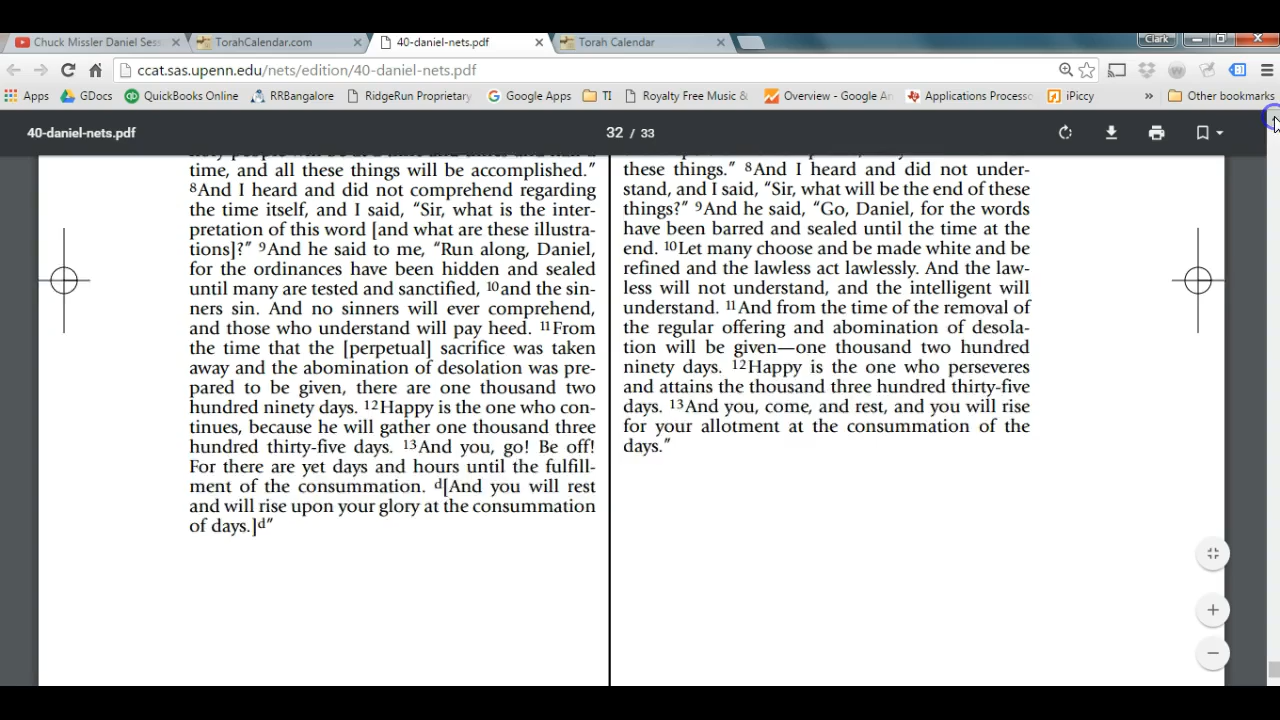 Chuck Missler Daniel Sess
TorahCalendar.com
40-daniel-nets.pdf
Torah Calendar
Clark
ccat.sas.upenn.edu/nets/edition/40-daniel-nets.pdf
Apps
GDocs
QuickBooks Online
RRBangalore
RidgeRun Proprietary
Google Apps
TI
Royalty Free Music &
Overview - Google An
Applications Processo
iPiccy
»
Other bookmarks
40-daniel-nets.pdf
32 / 33
time, and all these things will be accomplished.”
8And I heard and did not comprehend regarding
the time itself, and I said, “Sir, what is the inter-
pretation of this word [and what are these illustra-
tions]?” 9And he said to me, “Run along, Daniel,
for the ordinances have been hidden and sealed
until many are tested and sanctified, 10and the sin-
ners sin. And no sinners will ever comprehend,
and those who understand will pay heed. 11From
the time that the [perpetual] sacrifice was taken
away and the abomination of desolation was pre-
pared to be given, there are one thousand two
hundred ninety days. 12Happy is the one who con-
tinues, because he will gather one thousand three
hundred thirty-five days. 13And you, go! Be off!
For there are yet days and hours until the fulfill-
ment of the consummation. d[And you will rest
and will rise upon your glory at the consummation
of days.]d”
these things.” 8And I heard and did not under-
stand, and I said, “Sir, what will be the end of these
things?” 9And he said, “Go, Daniel, for the words
have been barred and sealed until the time at the
end. 10Let many choose and be made white and be
refined and the lawless act lawlessly. And the law-
less will not understand, and the intelligent will
understand. 11And from the time of the removal of
the regular offering and abomination of desola-
tion will be given—one thousand two hundred
ninety days. 12Happy is the one who perseveres
and attains the thousand three hundred thirty-five
days. 13And you, come, and rest, and you will rise
for your allotment at the consummation of the
days.”